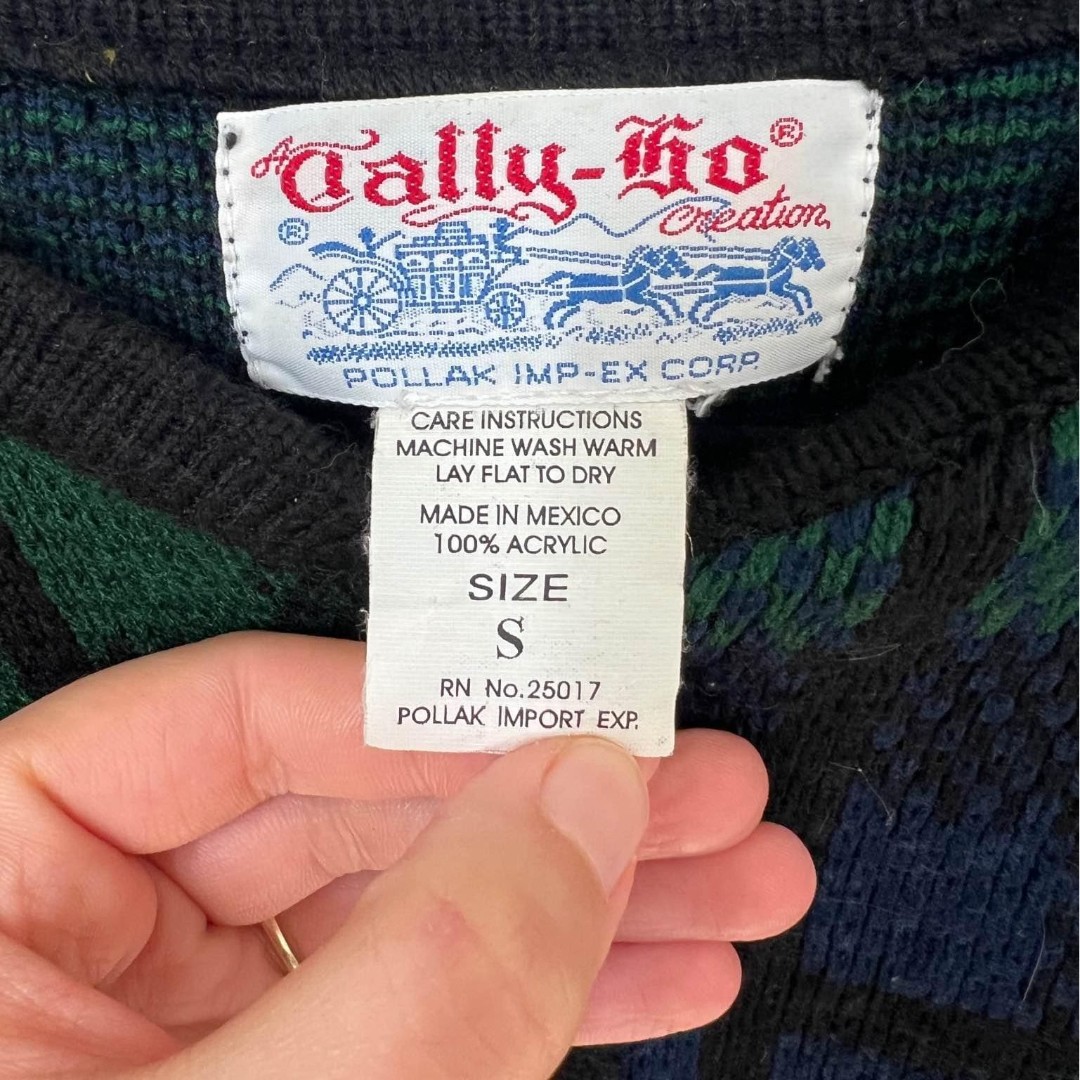 A Tally-Ho®
Creation
®
POLLAK IMP-EX CORP.
CARE INSTRUCTIONS
MACHINE WASH WARM
LAY FLAT TO DRY
MADE IN MEXICO
100% ACRYLIC
SIZE
S
RN No.25017
POLLAK IMPORT EXP.